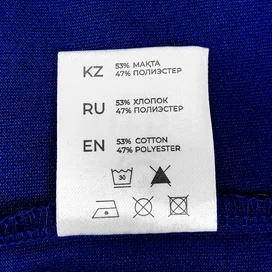 KZ 53% МАҚТА
47% ПОЛИЭСТЕР
RU 53% ХЛОПОК
47% ПОЛИЭСТЕР
EN 53% COTTON
47% POLYESTER
30